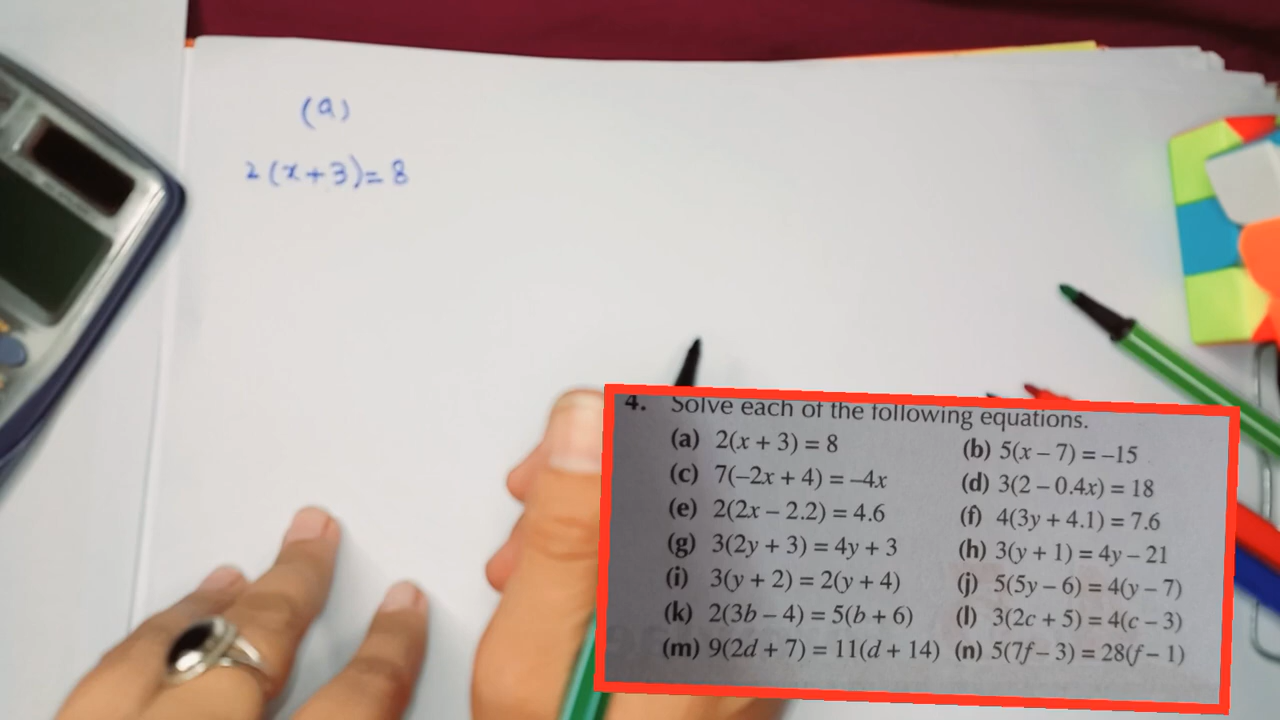 (a)
2(x+3)=8
4. Solve each of the following equations.
(a) 2(x + 3) = 8 (b) 5(x – 7) = –15
(c) 7(–2x + 4) = –4x (d) 3(2 – 0.4x) = 18
(e) 2(2x – 2.2) = 4.6 (f) 4(3y + 4.1) = 7.6
(g) 3(2y + 3) = 4y + 3 (h) 3(y + 1) = 4y – 21
(i) 3(y + 2) = 2(y + 4) (j) 5(5y – 6) = 4(y – 7)
(k) 2(3b – 4) = 5(b + 6) (l) 3(2c + 5) = 4(c – 3)
(m) 9(2d + 7) = 11(d + 14) (n) 5(7f – 3) = 28(f – 1)